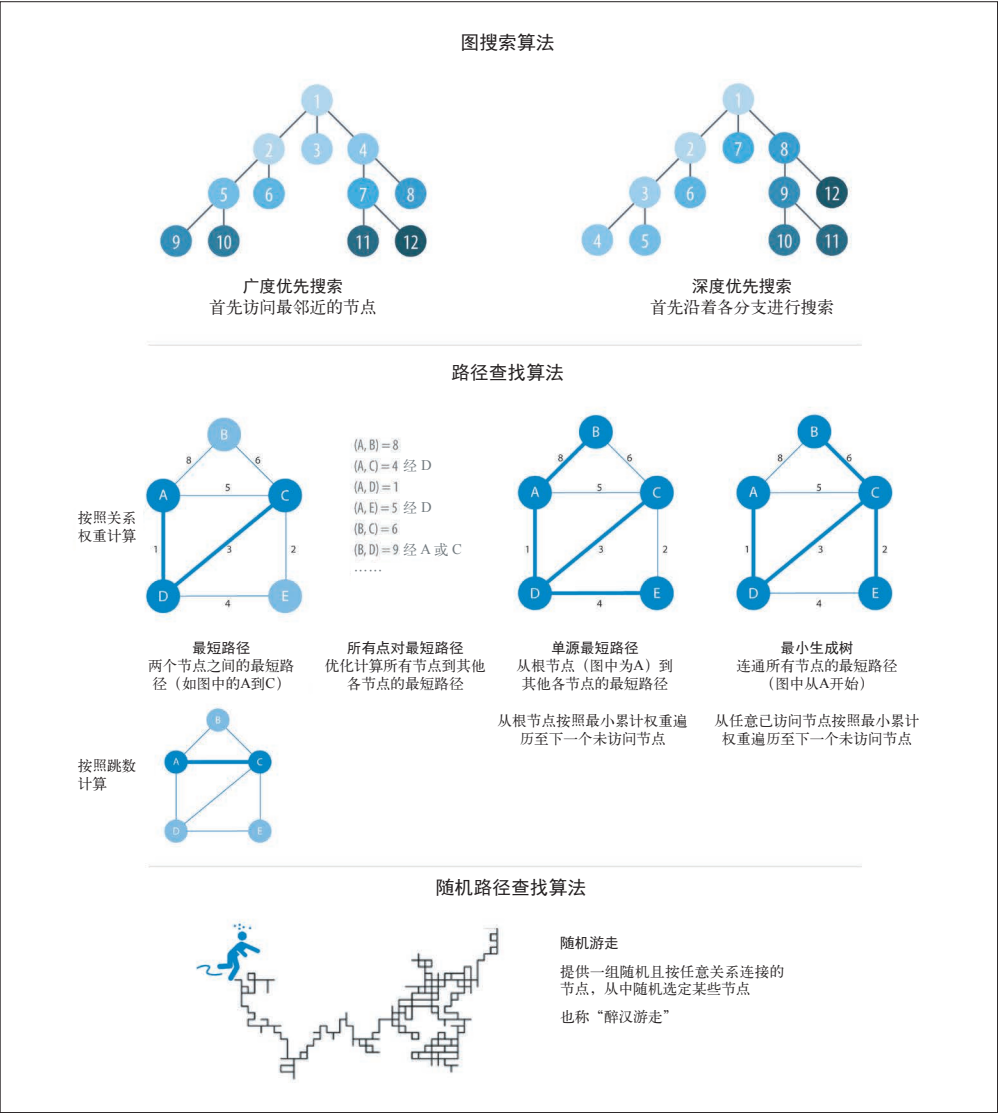 图搜索算法
1
2 3 4
5 6 7 8
9 10 11 12
广度优先搜索
首先访问最邻近的节点
1
2 7 8
3 6 9 12
4 5 10 11
深度优先搜索
首先沿着各分支进行搜索
路径查找算法
按照关系
权重计算
B
8 6
A 5 C
1 3 2
D 4 E
最短路径
两个节点之间的最短路
径（如图中的A到C）
(A, B) = 8
(A, C) = 4 经 D
(A, D) = 1
(A, E) = 5 经 D
(B, C) = 6
(B, D) = 9 经 A 或 C
……
所有点对最短路径
优化计算所有节点到其他
各节点的最短路径
B
8 6
A 5 C
1 3 2
D 4 E
单源最短路径
从根节点（图中为A）到
其他各节点的最短路径
从根节点按照最小累计权重遍
历至下一个未访问节点
B
8 6
A 5 C
1 3 2
D 4 E
最小生成树
连通所有节点的最短路径
（图中从A开始）
从任意已访问节点按照最小累计
权重遍历至下一个未访问节点
按照跳数
计算
B
A C
D E
随机路径查找算法
随机游走
提供一组随机且按任意关系连接的
节点，从中随机选定某些节点
也称“醉汉游走”